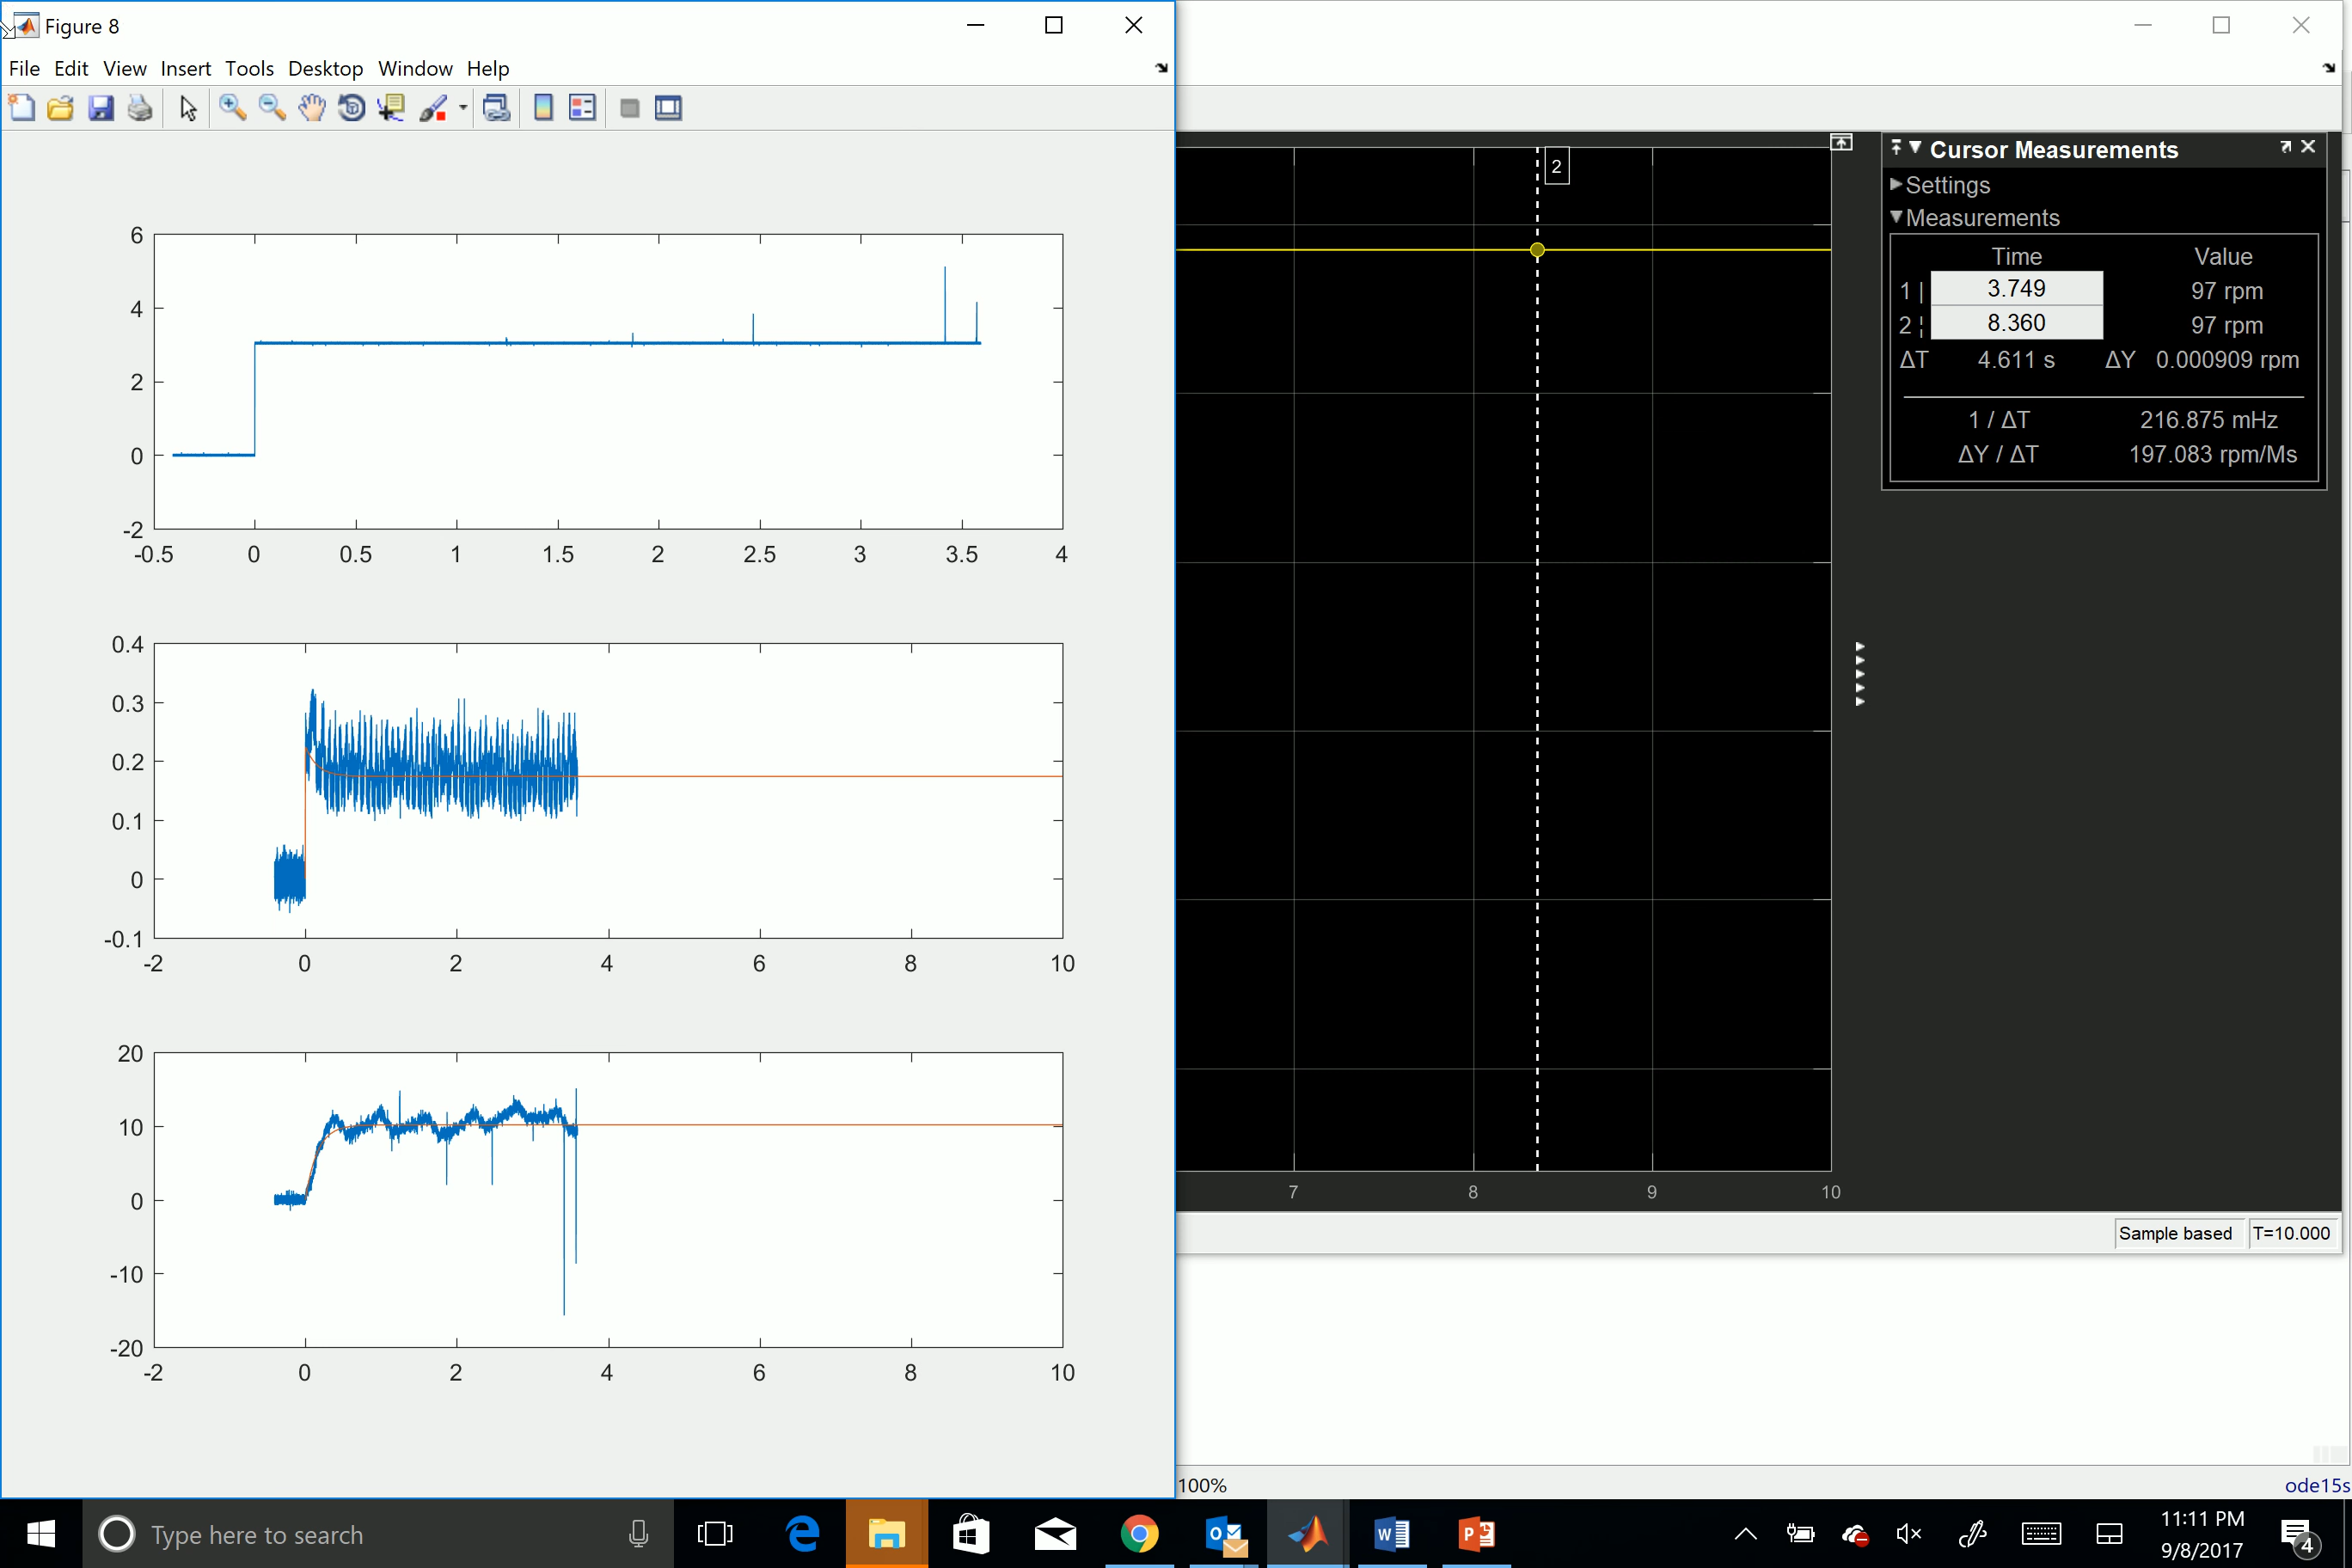 Figure 8
File Edit View Insert Tools Desktop Window Help
6
4
2
0
-2
-0.5 0 0.5 1 1.5 2 2.5 3 3.5 4
0.4
0.3
0.2
0.1
0
-0.1
-2 0 2 4 6 8 10
20
10
0
-10
-20
-2 0 2 4 6 8 10
2
7 8 9 10
Cursor Measurements
Settings
Measurements
Time Value
1 | 3.749 97 rpm
2 ¦ 8.360 97 rpm
ΔT 4.611 s ΔY 0.000909 rpm
1 / ΔT 216.875 mHz
ΔY / ΔT 197.083 rpm/Ms
Sample based T=10.000
100% ode15s
Type here to search
11:11 PM
9/8/2017
4